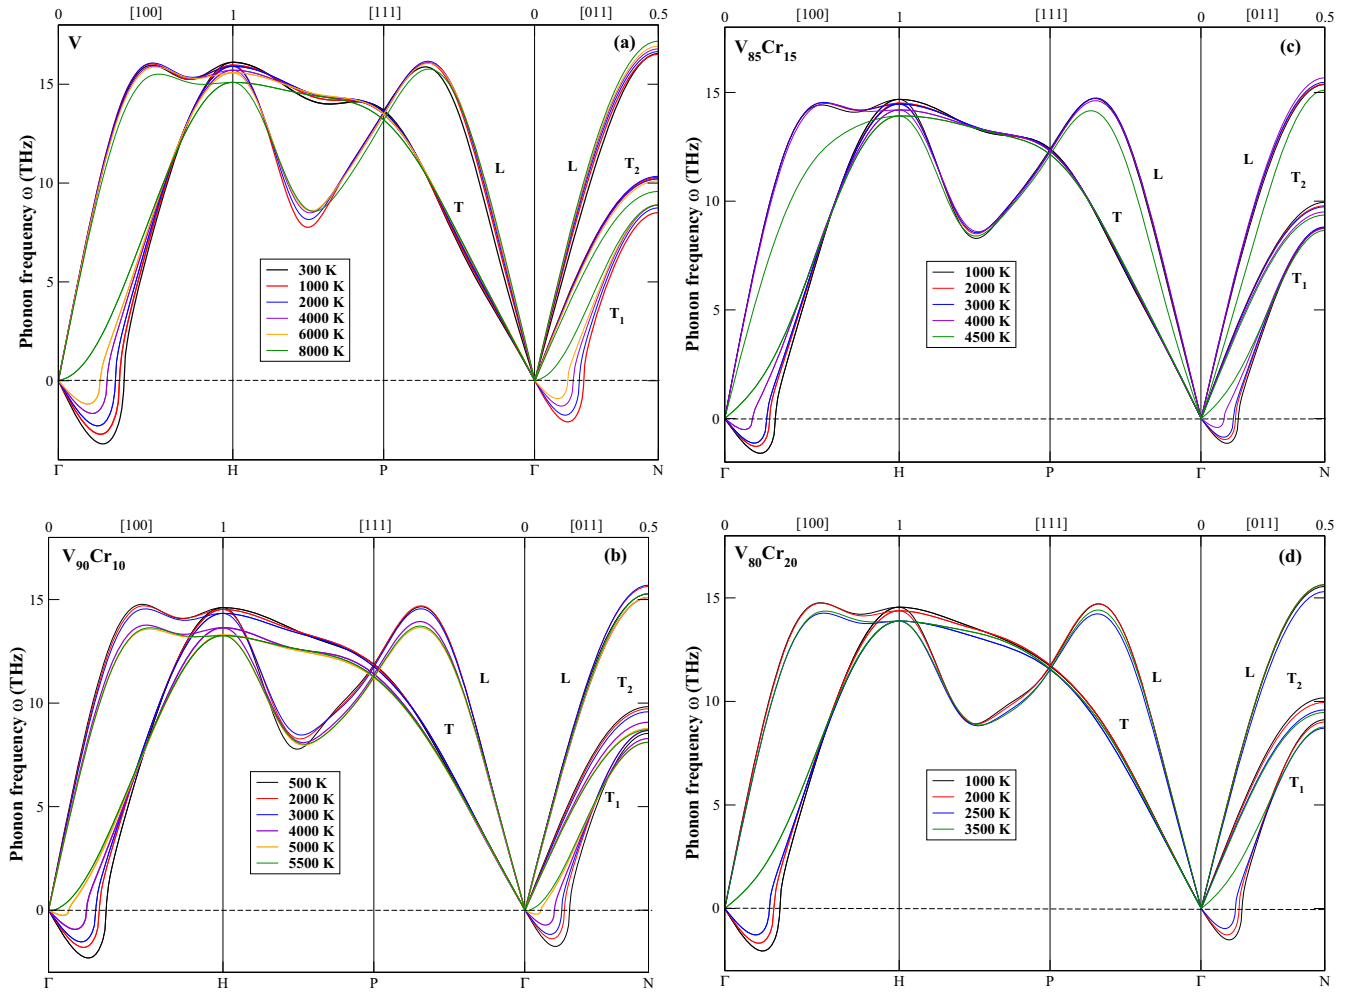 0 [100] 1 [111] 0 [011] 0.5
V (a)
15
10
5
0
Phonon frequency ω (THz)
L
T
L
T2
T1
300 K
1000 K
2000 K
4000 K
6000 K
8000 K
Γ H P Γ N
0 [100] 1 [111] 0 [011] 0.5
V85Cr15 (c)
15
10
5
0
Phonon frequency ω (THz)
L
T
L
T2
T1
1000 K
2000 K
3000 K
4000 K
4500 K
Γ H P Γ N
0 [100] 1 [111] 0 [011] 0.5
V90Cr10 (b)
15
10
5
0
Phonon frequency ω (THz)
L
T
L
T2
T1
500 K
2000 K
3000 K
4000 K
5000 K
5500 K
Γ H P Γ N
0 [100] 1 [111] 0 [011] 0.5
V80Cr20 (d)
15
10
5
0
Phonon frequency ω (THz)
L
T
L
T2
T1
1000 K
2000 K
2500 K
3500 K
Γ H P Γ N